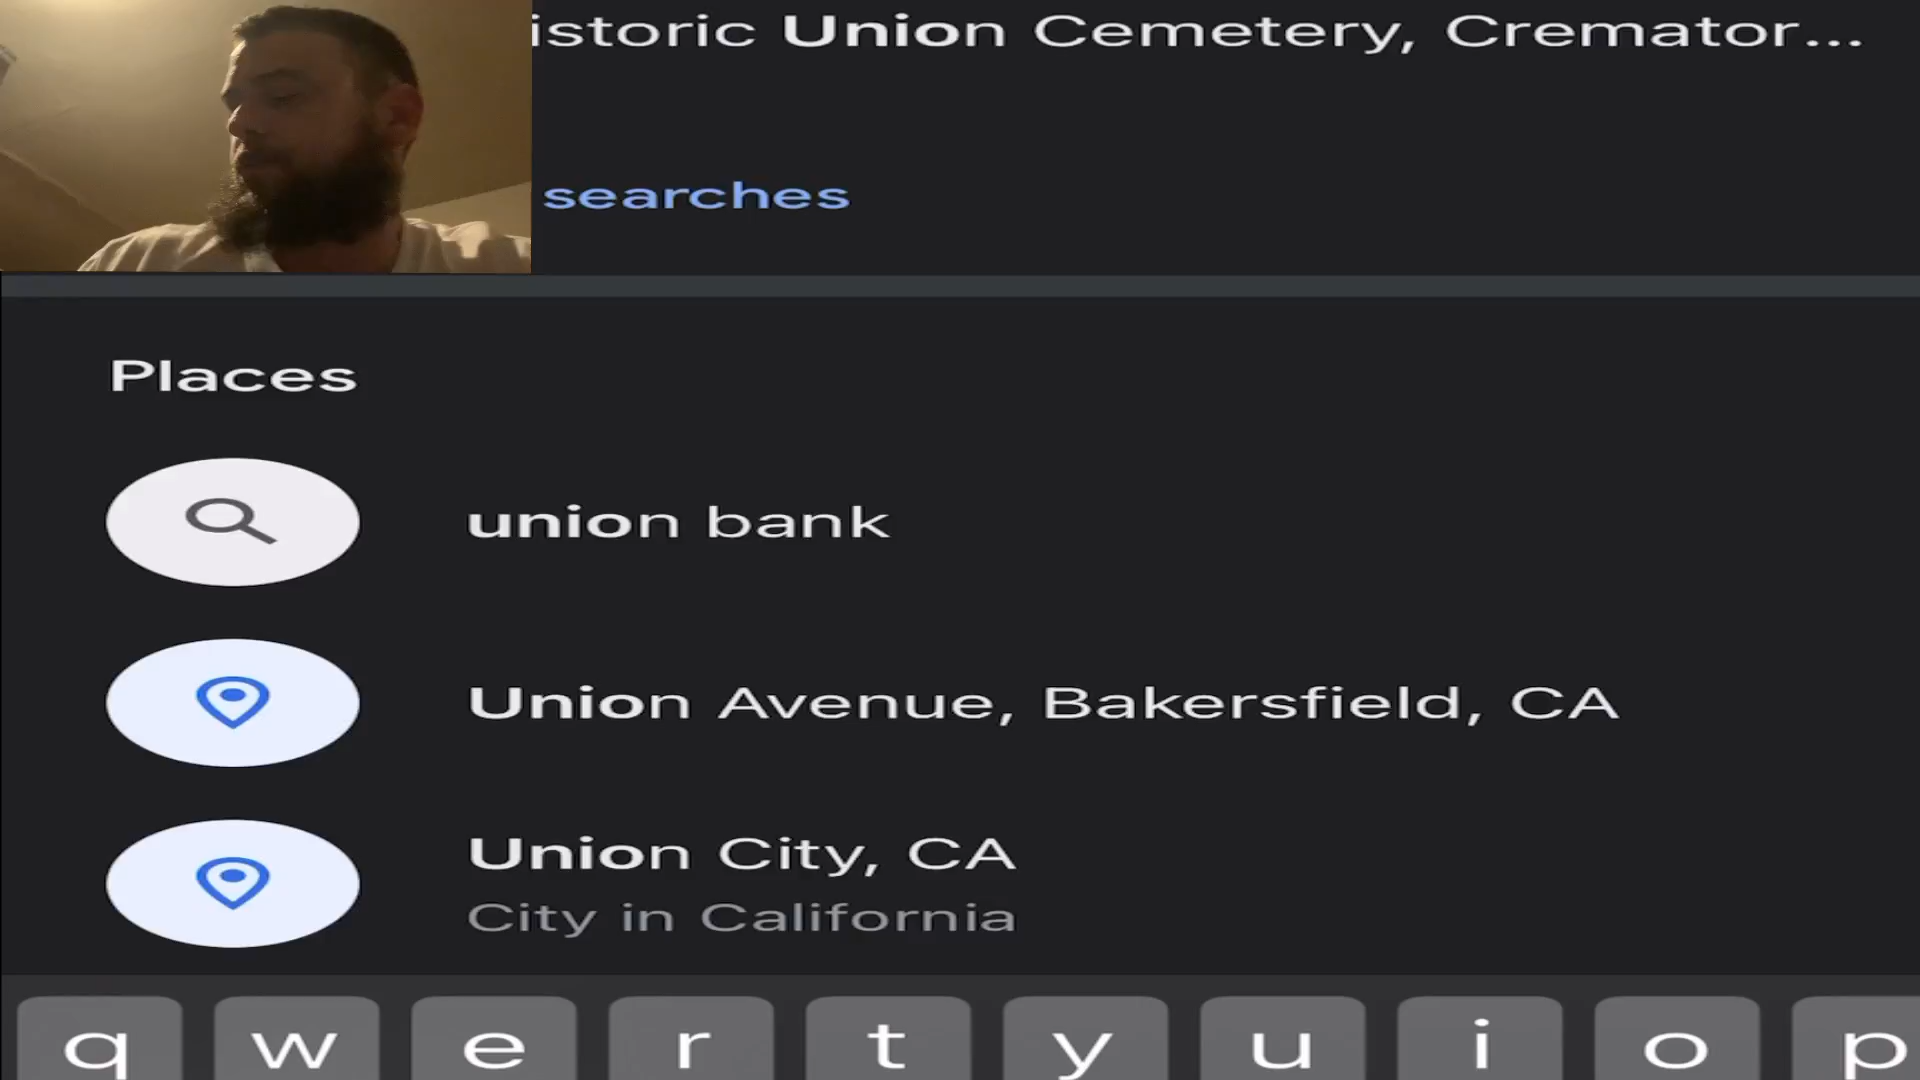 istoric Union Cemetery, Cremator...
searches
Places
union bank
Union Avenue, Bakersfield, CA
Union City, CA
City in California
q w e r t y u i o p